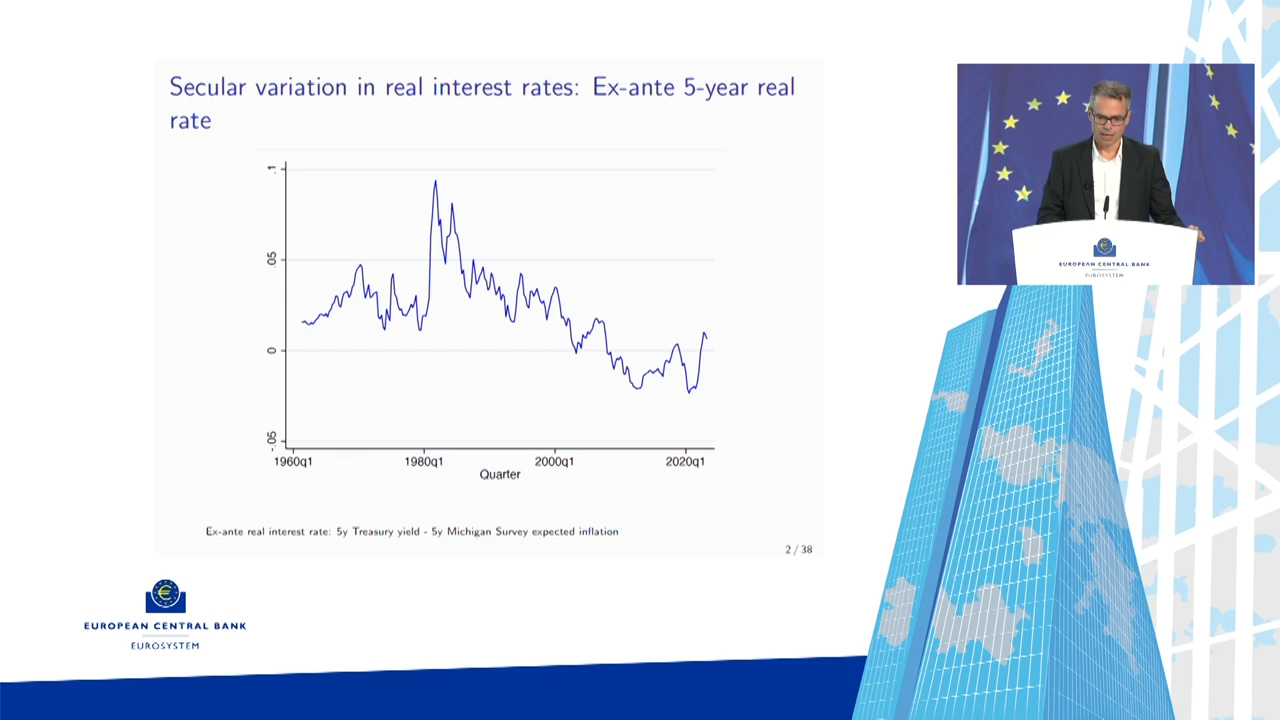 Secular variation in real interest rates: Ex-ante 5-year real
rate
.1
.05
0
-.05
1960q1
1980q1
2000q1
2020q1
Quarter
Ex-ante real interest rate: 5y Treasury yield - 5y Michigan Survey expected inflation
2 / 38
EUROPEAN CENTRAL BANK
EUROSYSTEM
EUROPEAN CENTRAL BANK
EUROSYSTEM